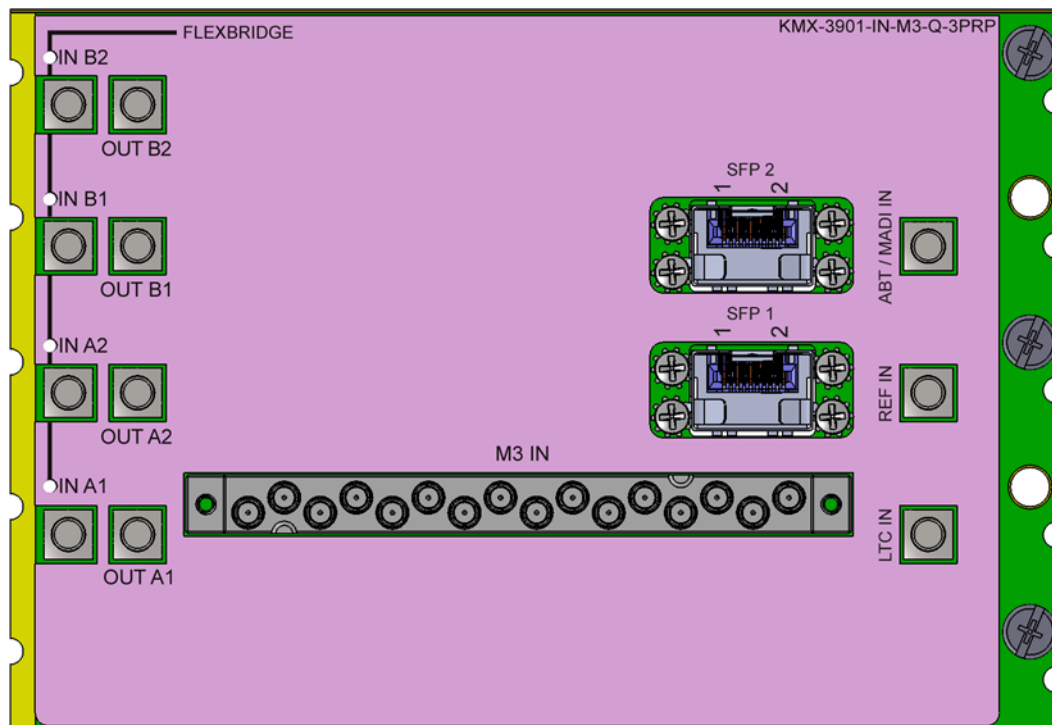 FLEXBRIDGE
KMX-3901-IN-M3-Q-3PRP
IN B2
OUT B2
IN B1
OUT B1
IN A2
OUT A2
IN A1
OUT A1
SFP 2
1 2
ABT / MADI IN
SFP 1
1 2
REF IN
M3 IN
LTC IN